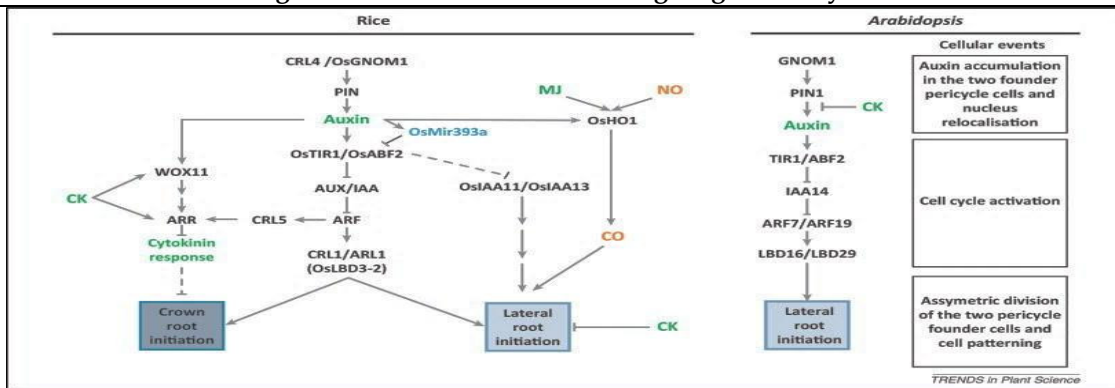 Rice
Arabidopsis
CRL4 /OsGNOM1
PIN
Auxin
OsMir393a
OsTIR1/OsABF2
WOX11
CK
ARR
CRL5
Cytokinin
response
AUX/IAA
ARF
CRL1/ARL1
(OsLBD3-2)
Crown
root
initiation
MJ
NO
OsHO1
OsIAA11/OsIAA13
CO
Lateral
root
initiation
CK
GNOM1
PIN1
CK
Auxin
TIR1/ABF2
IAA14
ARF7/ARF19
LBD16/LBD29
Lateral
root
initiation
Cellular events
Auxin accumulation
in the two founder
pericycle cells and
nucleus
relocalisation
Cell cycle activation
Assymetric division
of the two pericycle
founder cells and
cell patterning
TRENDS in Plant Science